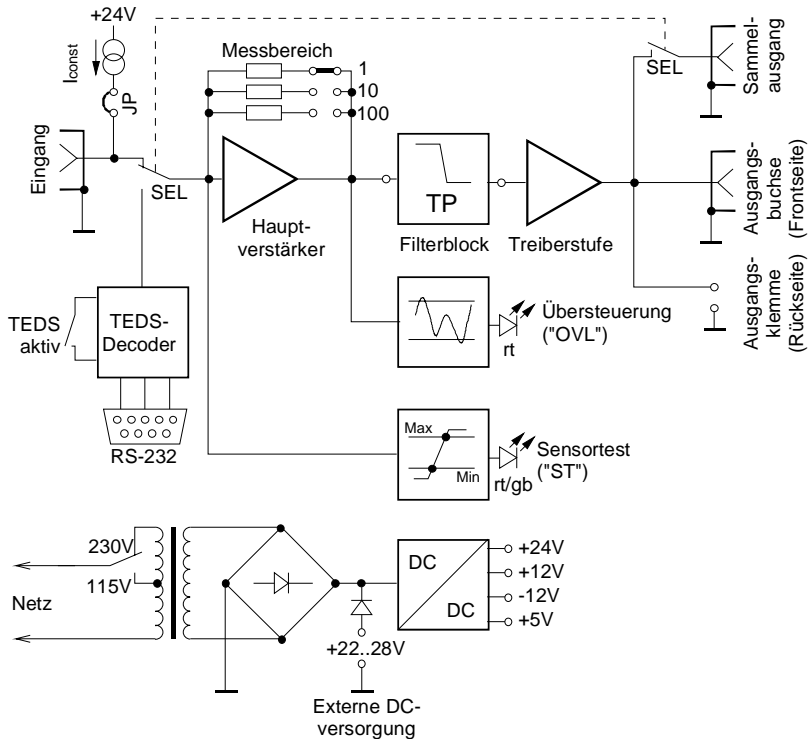 +24V
Iconst
JP
Eingang
SEL
Messbereich
1
10
100
Haupt-
verstärker
TP
Filterblock
Treiberstufe
SEL
Sammel-
ausgang
Ausgangs-
buchse
(Frontseite)
Ausgangs-
klemme
(Rückseite)
TEDS
aktiv
TEDS-
Decoder
RS-232
Übersteuerung
("OVL")
rt
Max
Min
Sensortest
("ST")
rt/gb
Netz
230V
115V
+22..28V
Externe DC-
versorgung
DC
DC
+24V
+12V
-12V
+5V